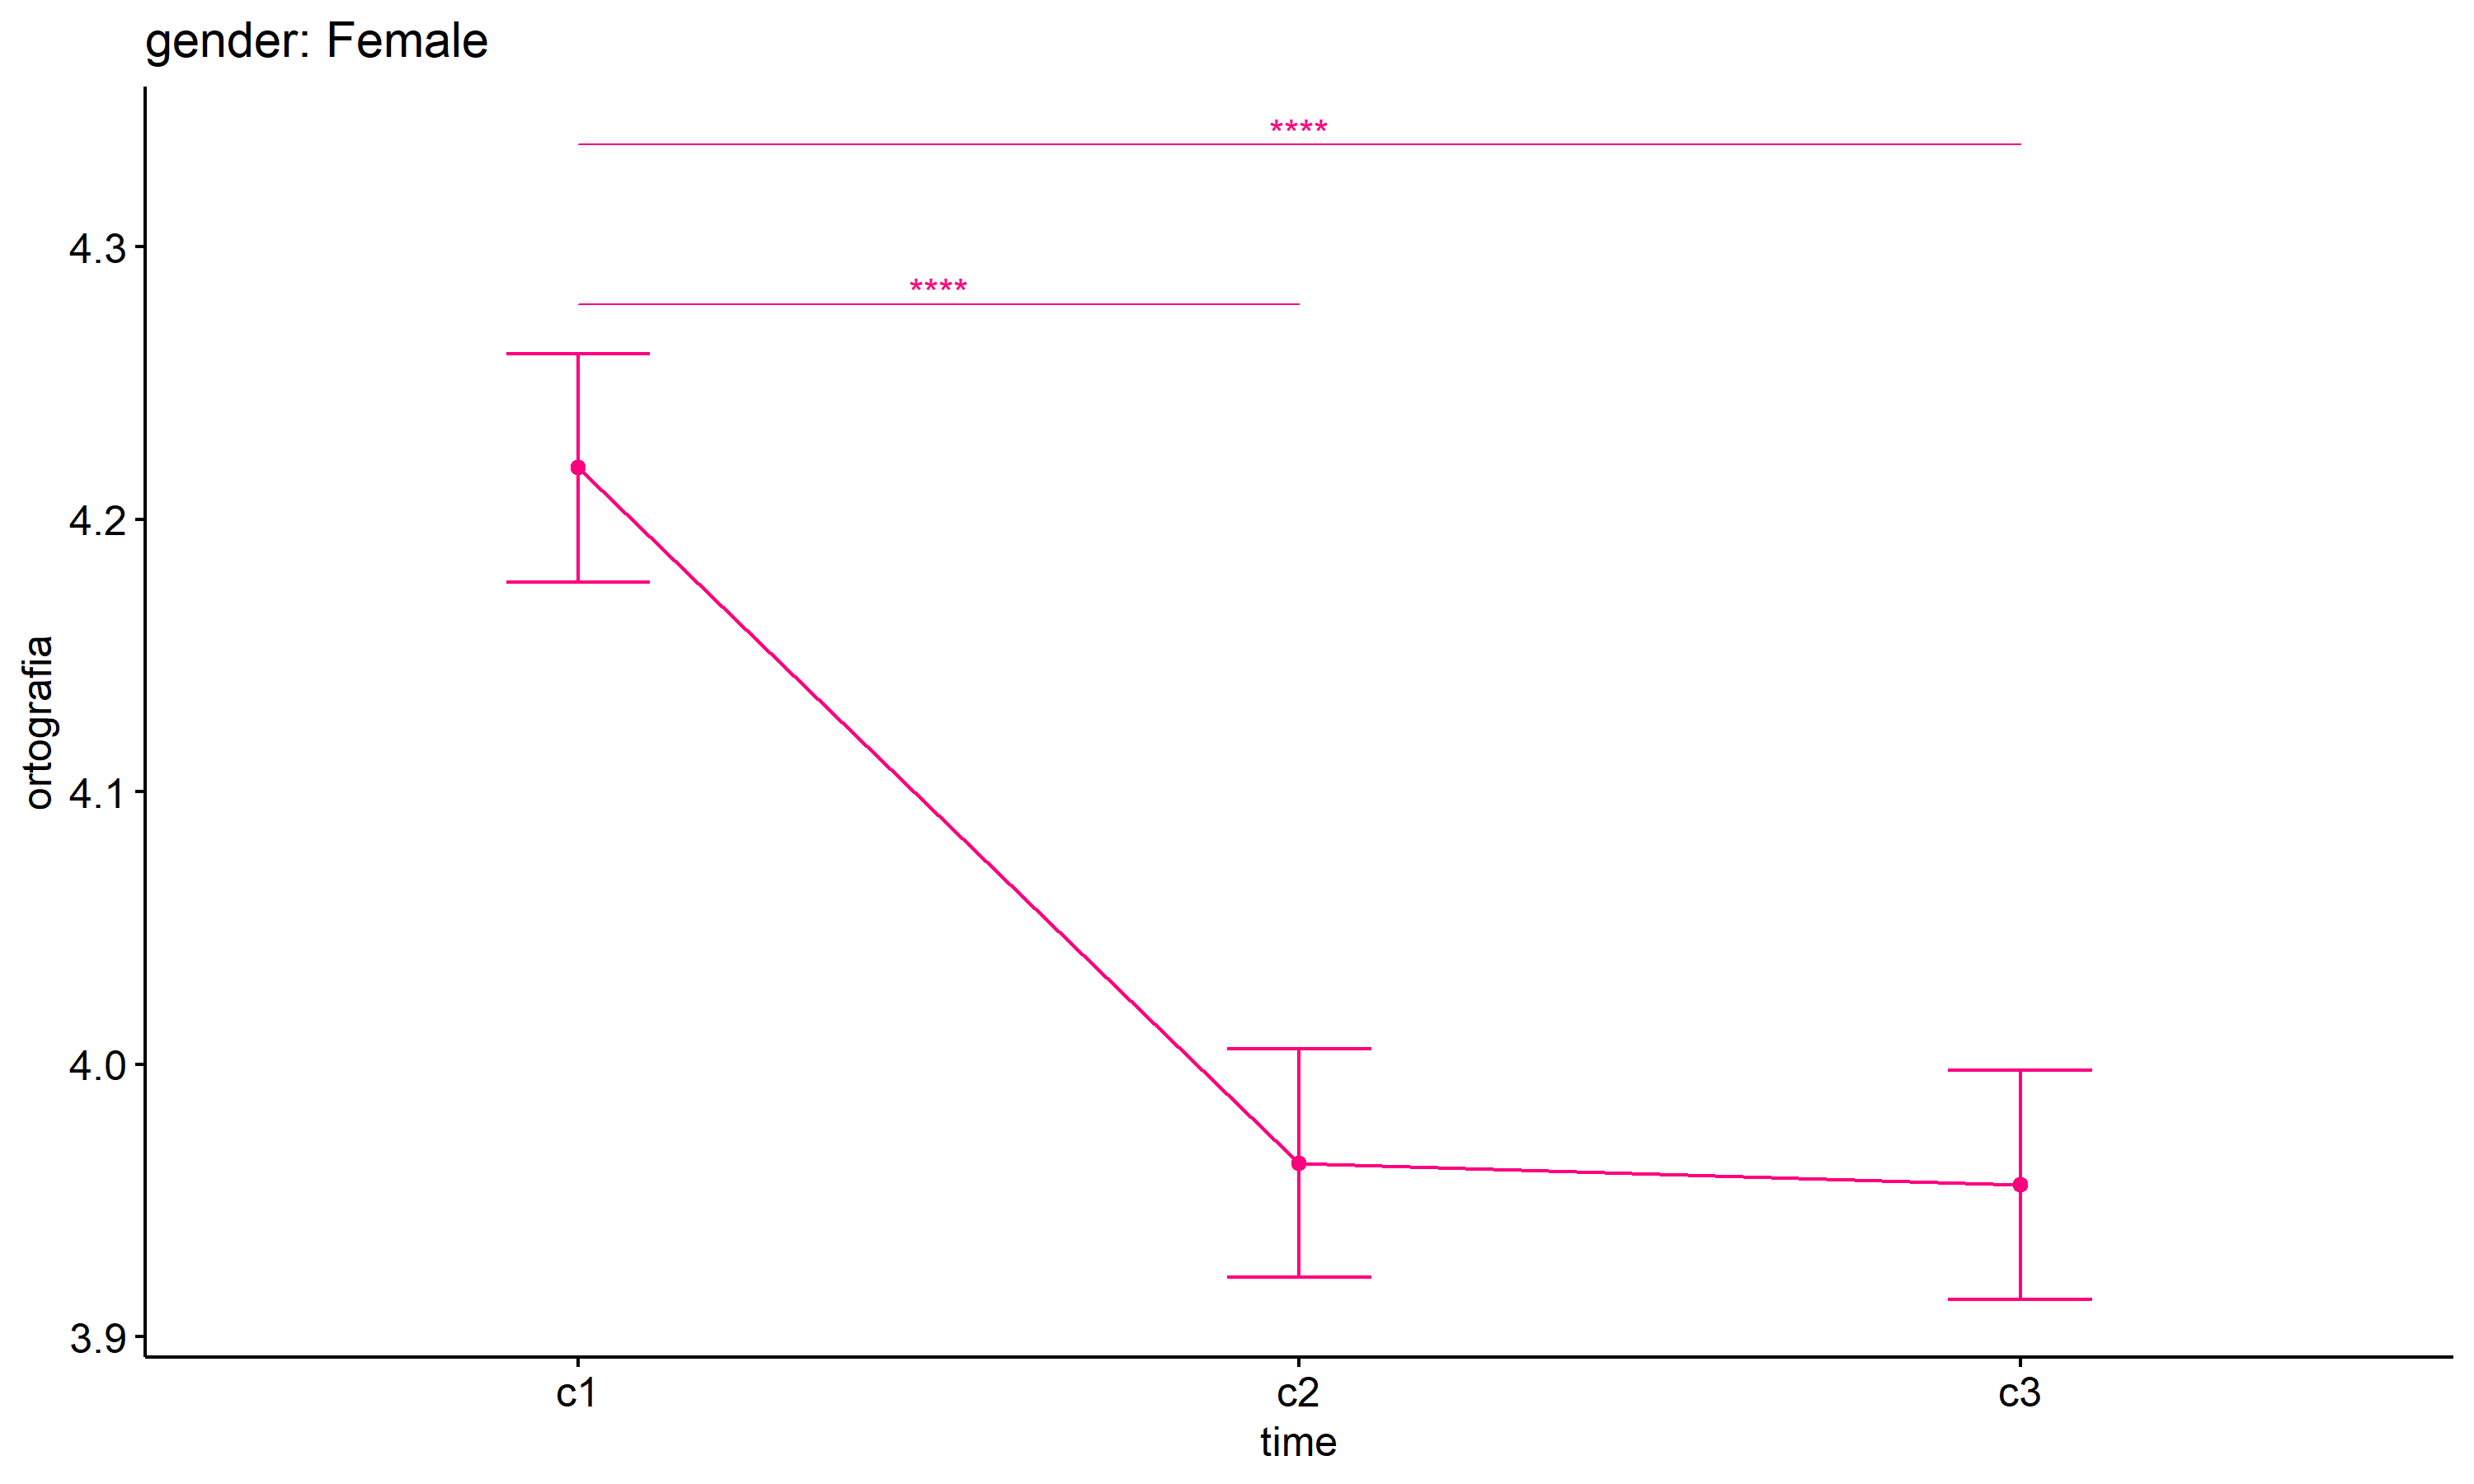 gender: Female
****
****
4.3
4.2
4.1
4.0
3.9
ortografia
c1 c2 c3
time